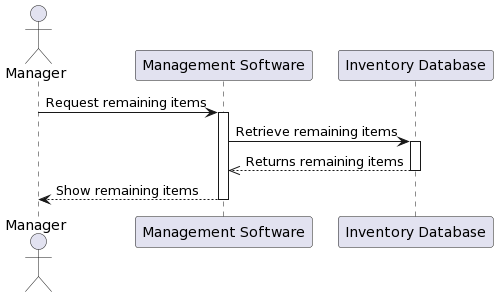 Manager
Management Software
Inventory Database
Request remaining items
Retrieve remaining items
Returns remaining items
Show remaining items
Manager
Management Software
Inventory Database